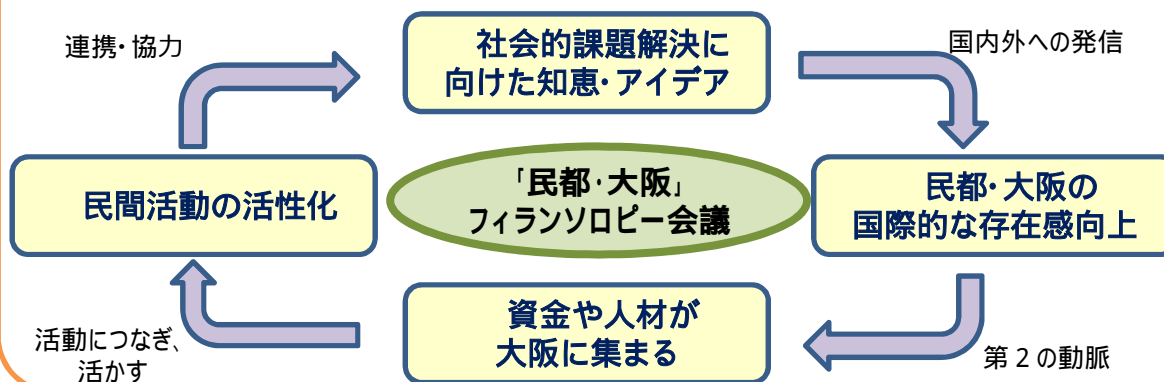 連携・協力
社会的課題解決に
向けた知恵・アイデア
国内外への発信
民間活動の活性化
「民都・大阪」
フィランソロピー会議
民都・大阪の
国際的な存在感向上
資金や人材が
大阪に集まる
活動につなぎ、
活かす
第２の動脈